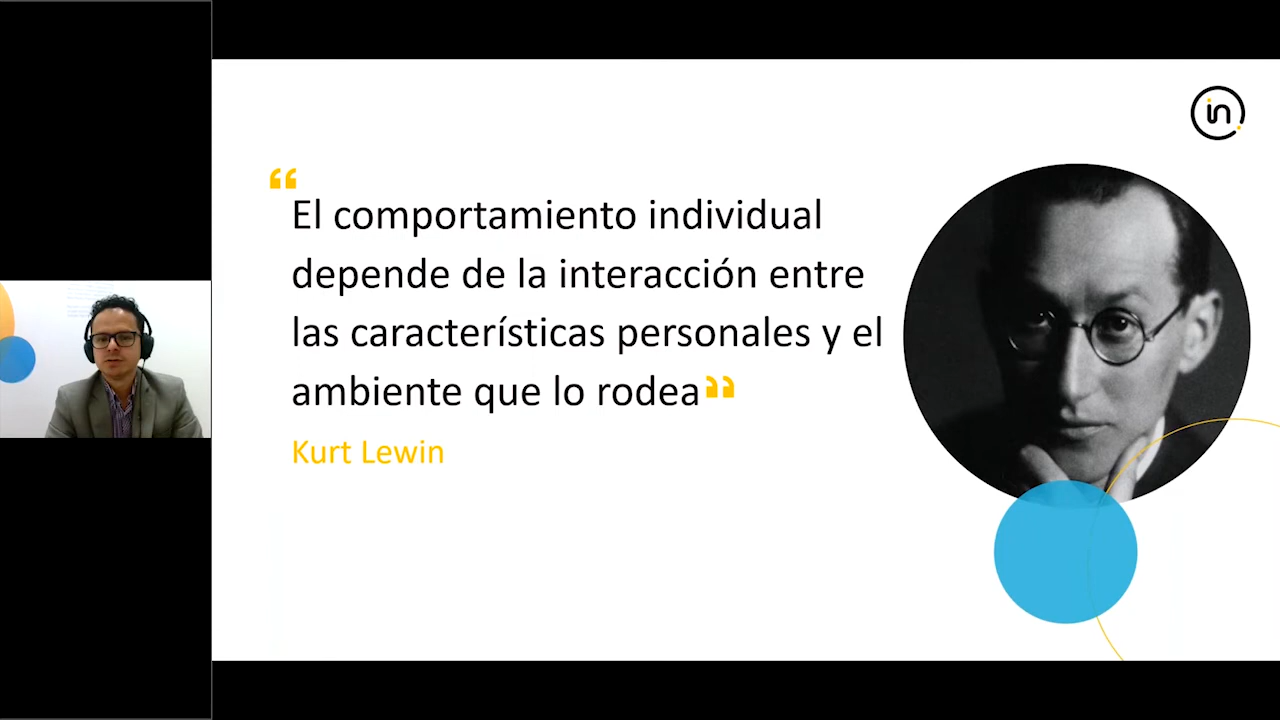 in
“
El comportamiento individual
depende de la interacción entre
las características personales y el
ambiente que lo rodea”
Kurt Lewin